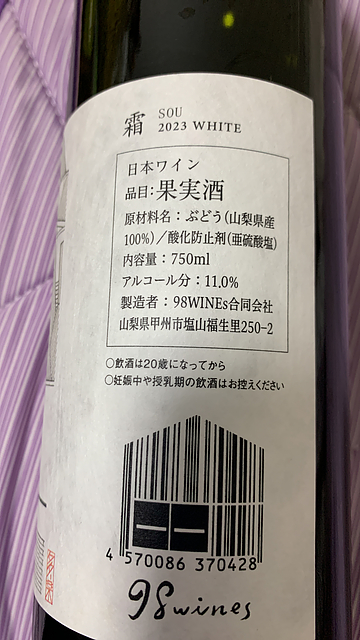 霜 SOU
2023 WHITE
日本ワイン
品目:果実酒
原材料名:ぶどう(山梨県産
100%)/酸化防止剤(亜硫酸塩)
内容量:750ml
アルコール分:11.0%
製造者:98WINEs合同会社
山梨県甲州市塩山福生里250-2
○飲酒は20歳になってから
○妊娠中や授乳期の飲酒はお控えください
4 570086 370428
98wines